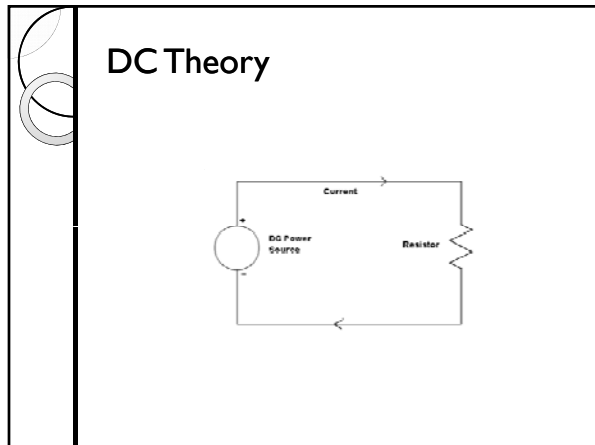 DC Theory
Current
+
DC Power
Source
-
Resistor